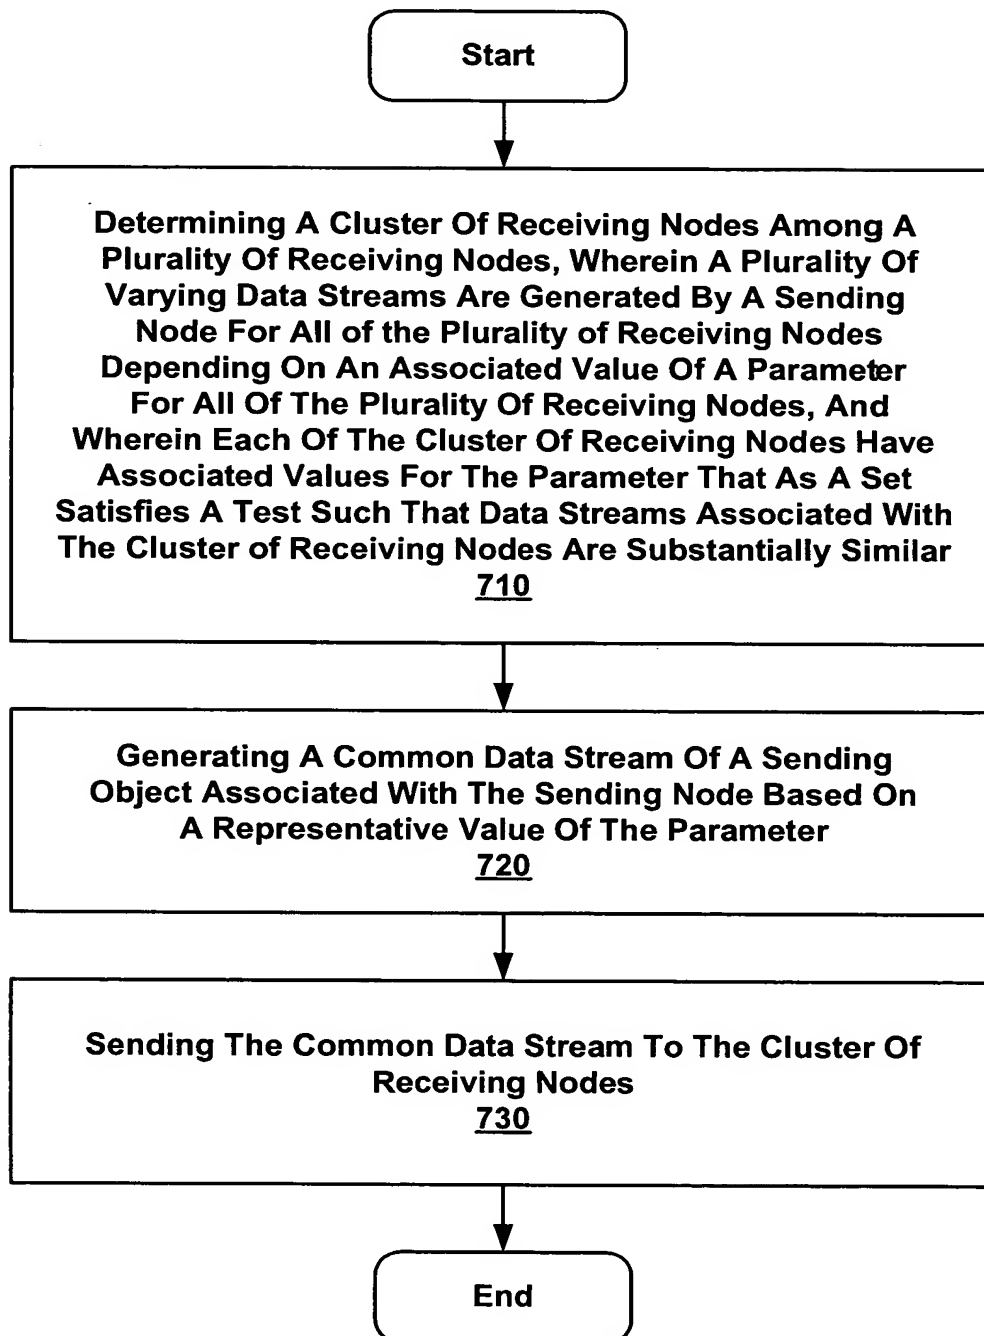 Start
Determining A Cluster Of Receiving Nodes Among A
Plurality Of Receiving Nodes, Wherein A Plurality Of
Varying Data Streams Are Generated By A Sending
Node For All of the Plurality of Receiving Nodes
Depending On An Associated Value Of A Parameter
For All Of The Plurality Of Receiving Nodes, And
Wherein Each Of The Cluster Of Receiving Nodes Have
Associated Values For The Parameter That As A Set
Satisfies A Test Such That Data Streams Associated With
The Cluster of Receiving Nodes Are Substantially Similar
710
Generating A Common Data Stream Of A Sending
Object Associated With The Sending Node Based On
A Representative Value Of The Parameter
720
Sending The Common Data Stream To The Cluster Of
Receiving Nodes
730
End